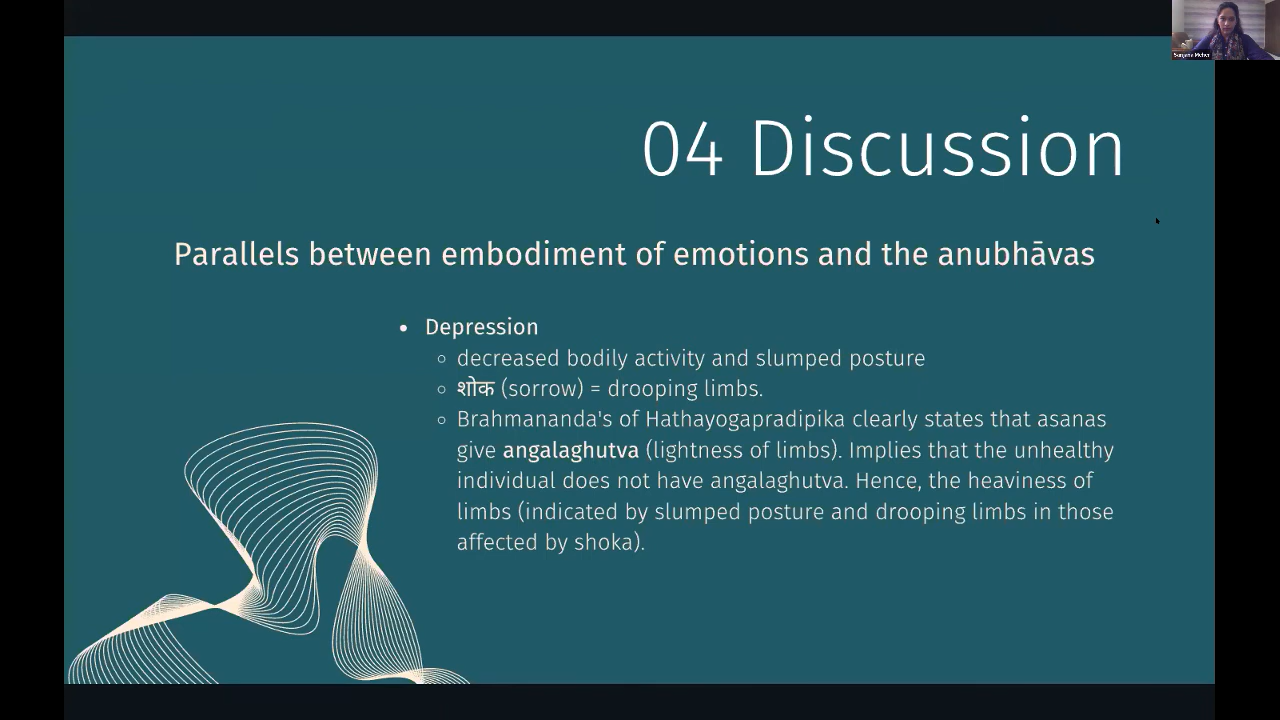 Sanjana Meher
04 Discussion
Parallels between embodiment of emotions and the anubhāvas
• Depression
○ decreased bodily activity and slumped posture
○ शोक (sorrow) = drooping limbs.
○ Brahmananda's of Hathayogapradipika clearly states that asanas
give angalaghutva (lightness of limbs). Implies that the unhealthy
individual does not have angalaghutva. Hence, the heaviness of
limbs (indicated by slumped posture and drooping limbs in those
affected by shoka).